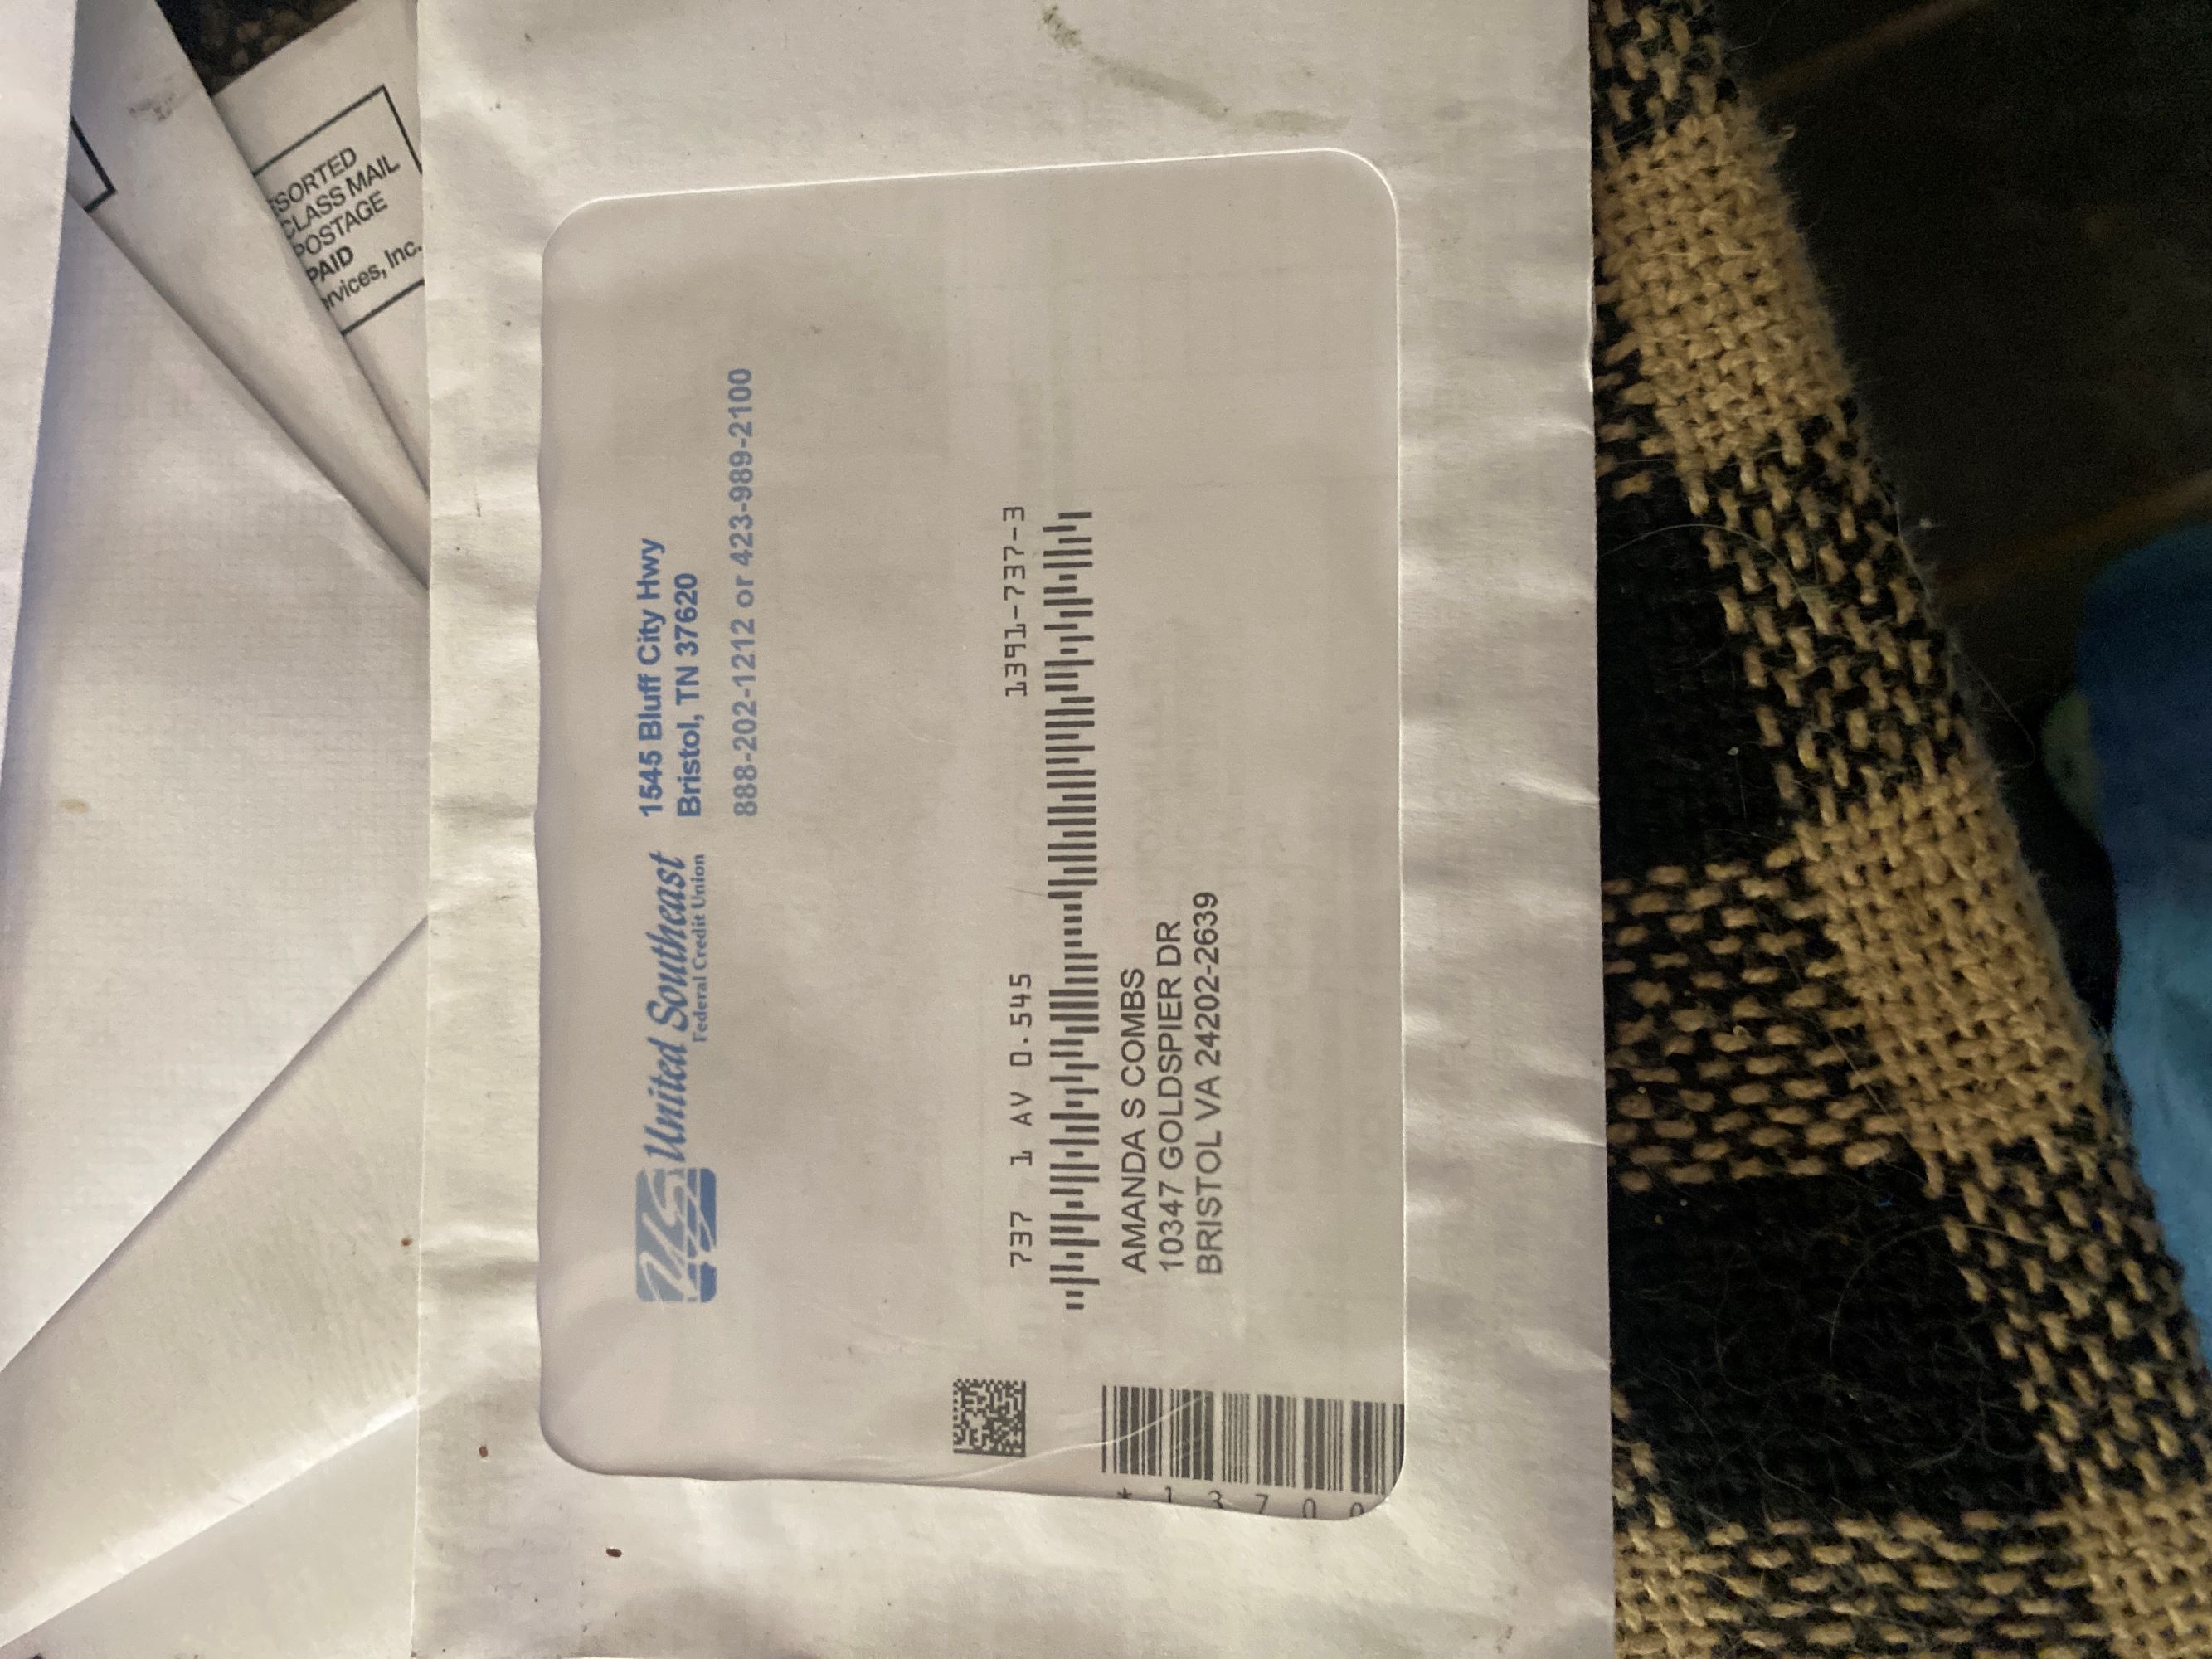 SORTED
CLASS MAIL
POSTAGE
PAID
rvices, Inc.
US United Southeast
Federal Credit Union
1545 Bluff City Hwy
Bristol, TN 37620
888-202-1212 or 423-989-2100
737 1 AV 0.545 1391-737-3
AMANDA S COMBS
10347 GOLDSPIER DR
BRISTOL VA 24202-2639
*13700